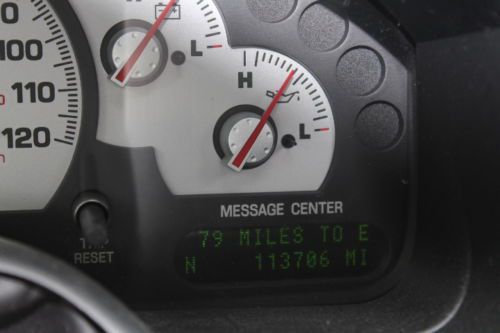 L
H
100
110
120
L
MESSAGE CENTER
RESET
79 MILES TO E
N 113706 MI